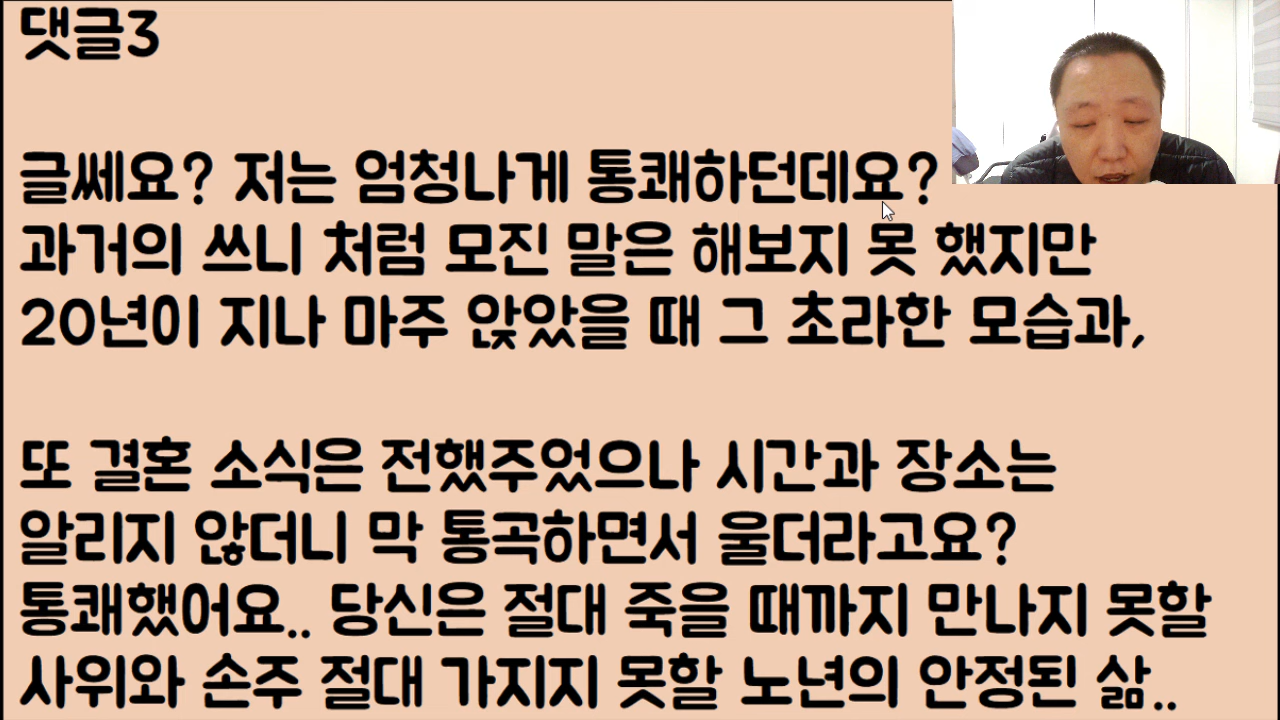 댓글3
글쎄요? 저는 엄청나게 통쾌하던데요?
과거의 쓰니 처럼 모진 말은 해보지 못 했지만
20년이 지나 마주 앉았을 때 그 초라한 모습과,
또 결혼 소식은 전했주었으나 시간과 장소는
알리지 않더니 막 통곡하면서 울더라고요?
통쾌했어요.. 당신은 절대 죽을 때까지 만나지 못할
사위와 손주 절대 가지지 못할 노년의 안정된 삶..